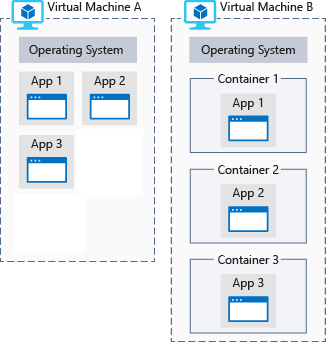 Virtual Machine A
Operating System
App 1
App 2
App 3
Virtual Machine B
Operating System
Container 1
App 1
Container 2
App 2
Container 3
App 3